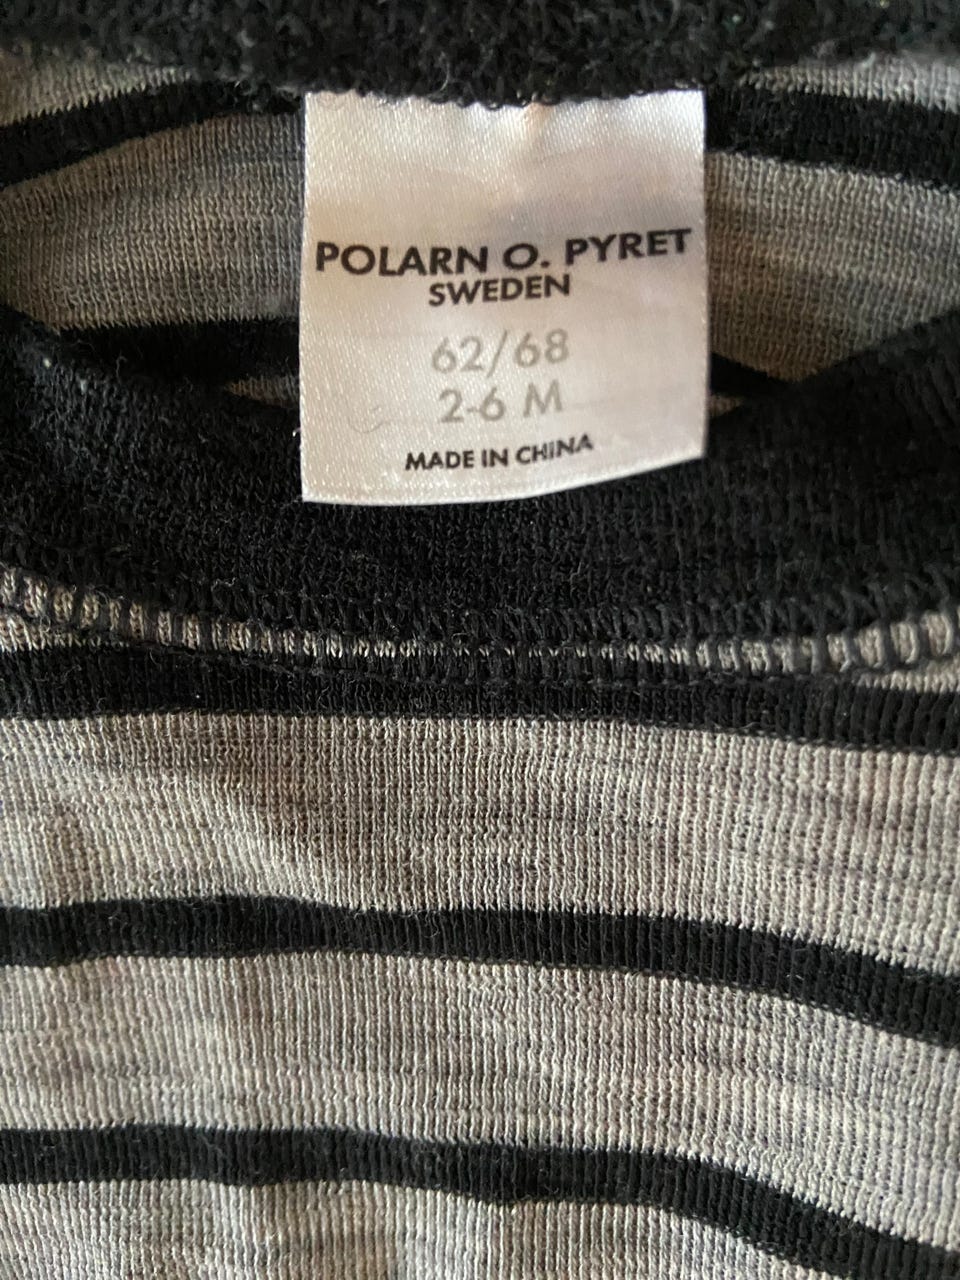 POLARN O. PYRET
SWEDEN
62/68
2-6 M
MADE IN CHINA